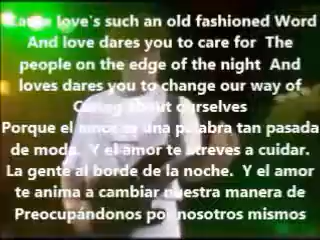 Cause love's such an old fashioned Word
And love dares you to care for  The
people on the edge of the night  And
loves dares you to change our way of
Caring about ourselves
Porque el amor es una palabra tan pasada
de moda.  Y el amor te atreves a cuidar.
La gente al borde de la noche.  Y el amor
te anima a cambiar nuestra manera de
Preocupándonos por nosotros mismos